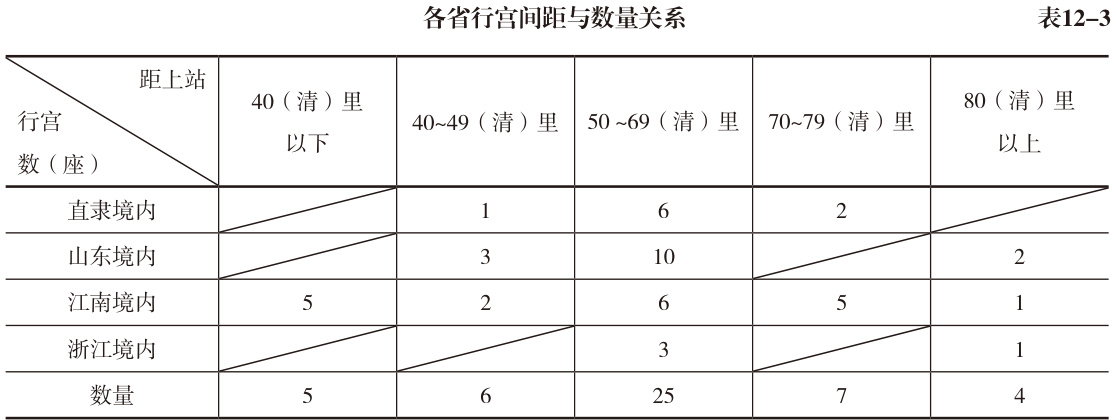 各省行宫间距与数量关系 表12-3
距上站
行宫
数（座）
40（清）里
以下
40~49（清）里
50 ~69（清）里
70~79（清）里
80（清）里
以上
直隶境内 1 6 2
山东境内 3 10 2
江南境内 5 2 6 5 1
浙江境内 3 1
数量 5 6 25 7 4